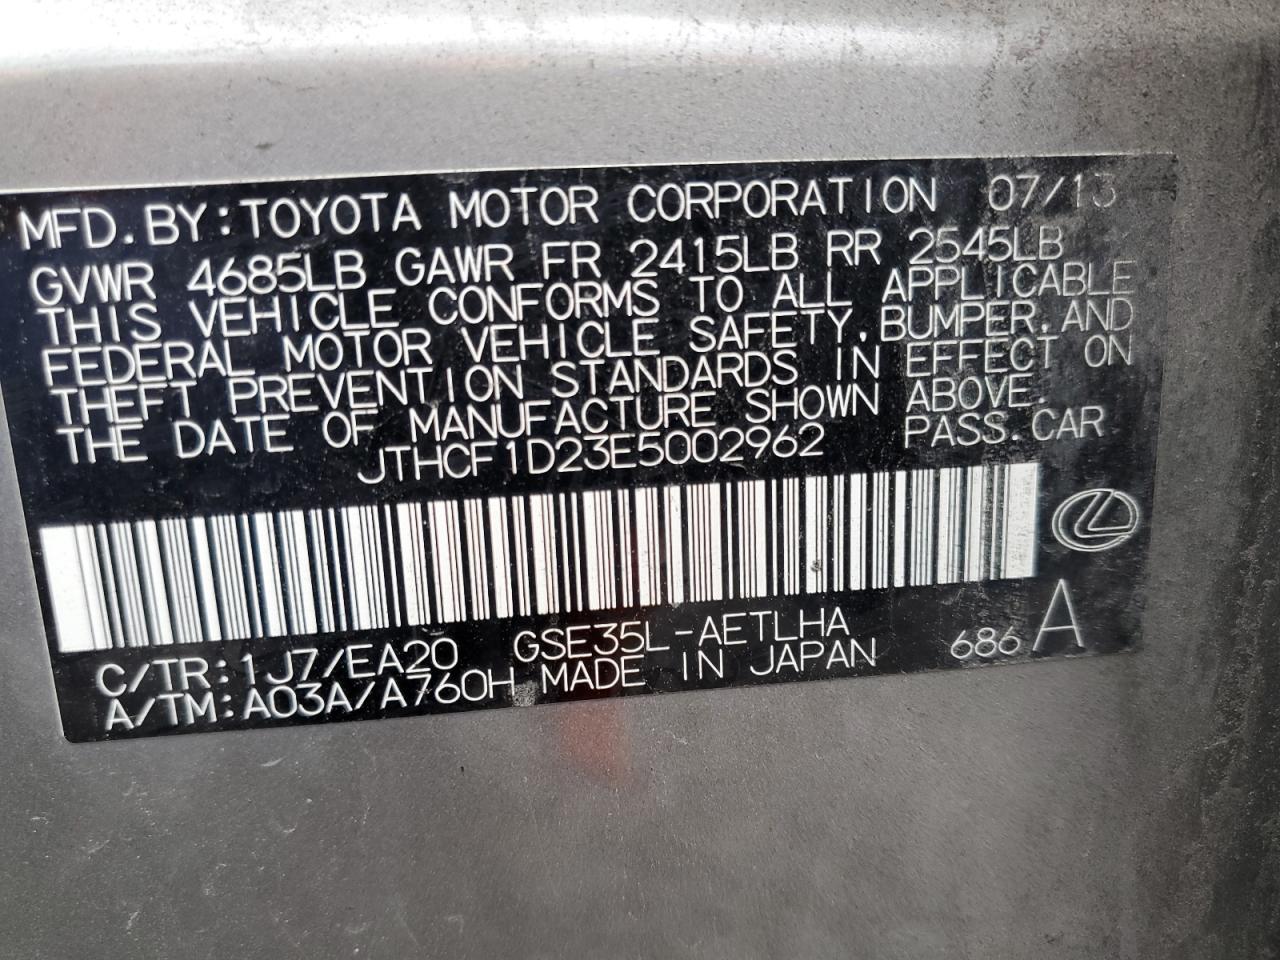 MFD. BY: TOYOTA MOTOR CORPORATION 07/13
GVWR 4685LB GAWR FR 2415LB RR 2545LB
THIS VEHICLE CONFORMS TO ALL APPLICABLE
FEDERAL MOTOR VEHICLE SAFETY, BUMPER, AND
THEFT PREVENTION STANDARDS IN EFFECT ON
THE DATE OF MANUFACTURE SHOWN ABOVE.
JTHCF1D23E5002962 PASS. CAR
C/TR: 1J7/EA20 GSE35L-AETLHA 686 A
A/TM: A03A/A760H MADE IN JAPAN